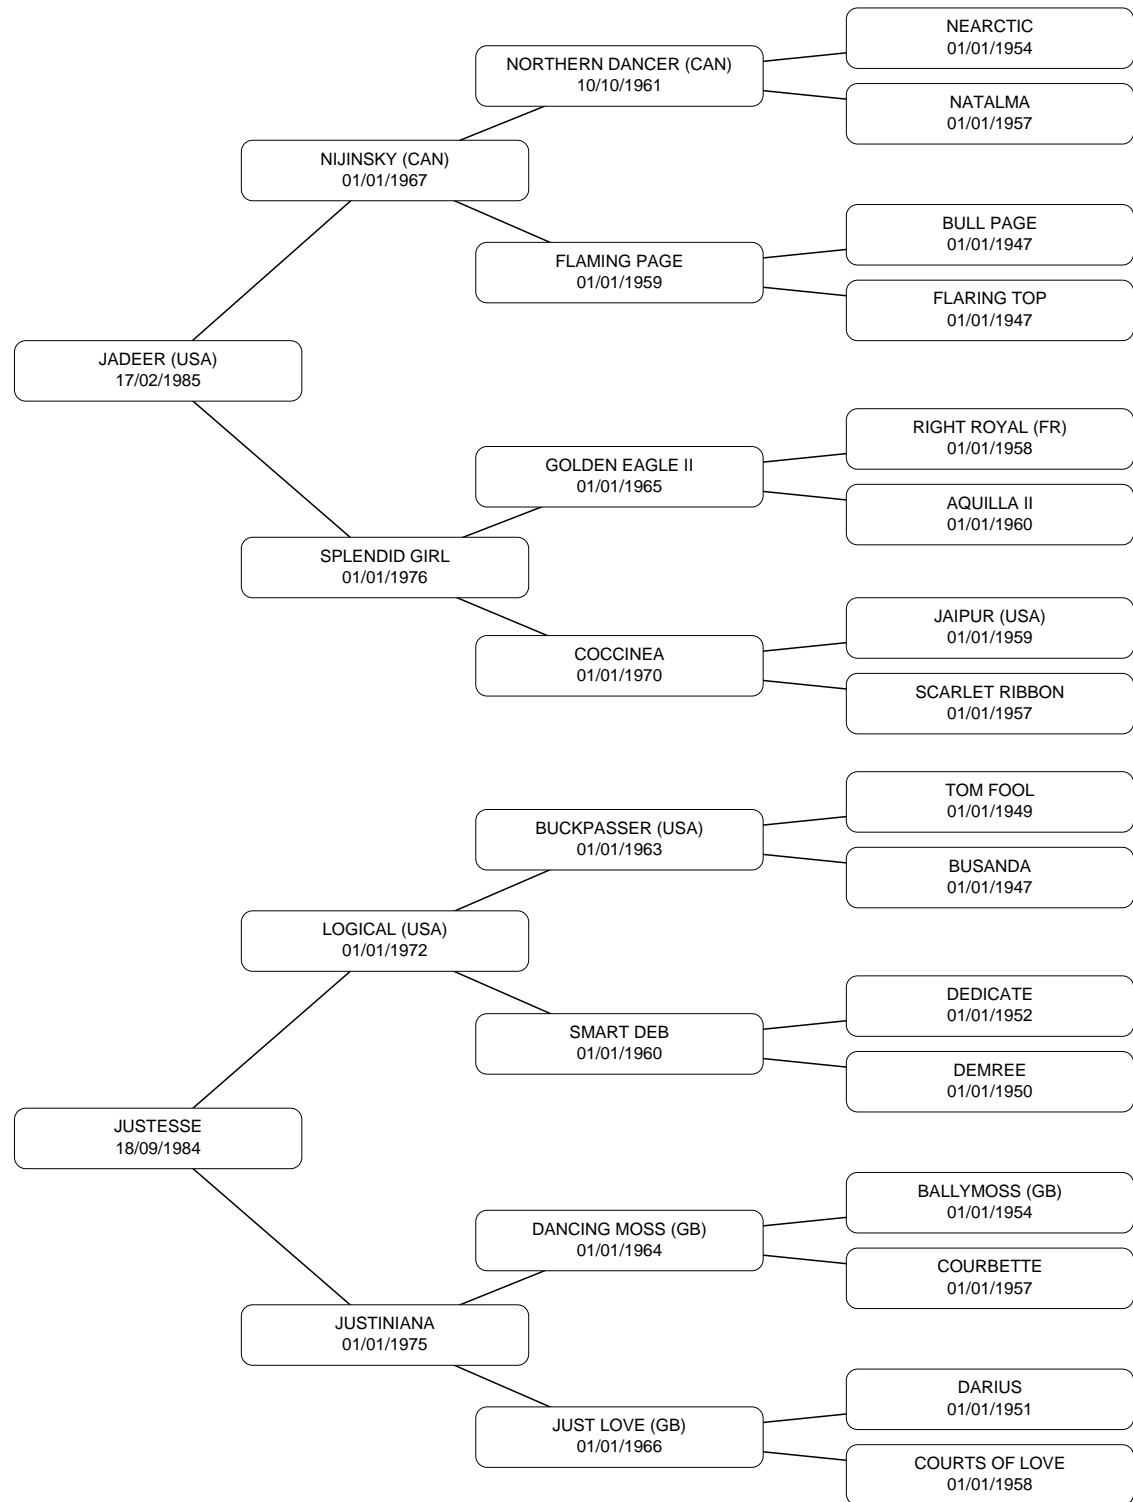 NEARCTIC
01/01/1954
NORTHERN DANCER (CAN)
10/10/1961
NATALMA
01/01/1957
NIJINSKY (CAN)
01/01/1967
BULL PAGE
01/01/1947
FLAMING PAGE
01/01/1959
FLARING TOP
01/01/1947
JADEER (USA)
17/02/1985
RIGHT ROYAL (FR)
01/01/1958
GOLDEN EAGLE II
01/01/1965
AQUILLA II
01/01/1960
SPLENDID GIRL
01/01/1976
JAIPUR (USA)
01/01/1959
COCCINEA
01/01/1970
SCARLET RIBBON
01/01/1957
TOM FOOL
01/01/1949
BUCKPASSER (USA)
01/01/1963
BUSANDA
01/01/1947
LOGICAL (USA)
01/01/1972
DEDICATE
01/01/1952
SMART DEB
01/01/1960
DEMREE
01/01/1950
JUSTESSE
18/09/1984
BALLYMOSS (GB)
01/01/1954
DANCING MOSS (GB)
01/01/1964
COURBETTE
01/01/1957
JUSTINIANA
01/01/1975
DARIUS
01/01/1951
JUST LOVE (GB)
01/01/1966
COURTS OF LOVE
01/01/1958